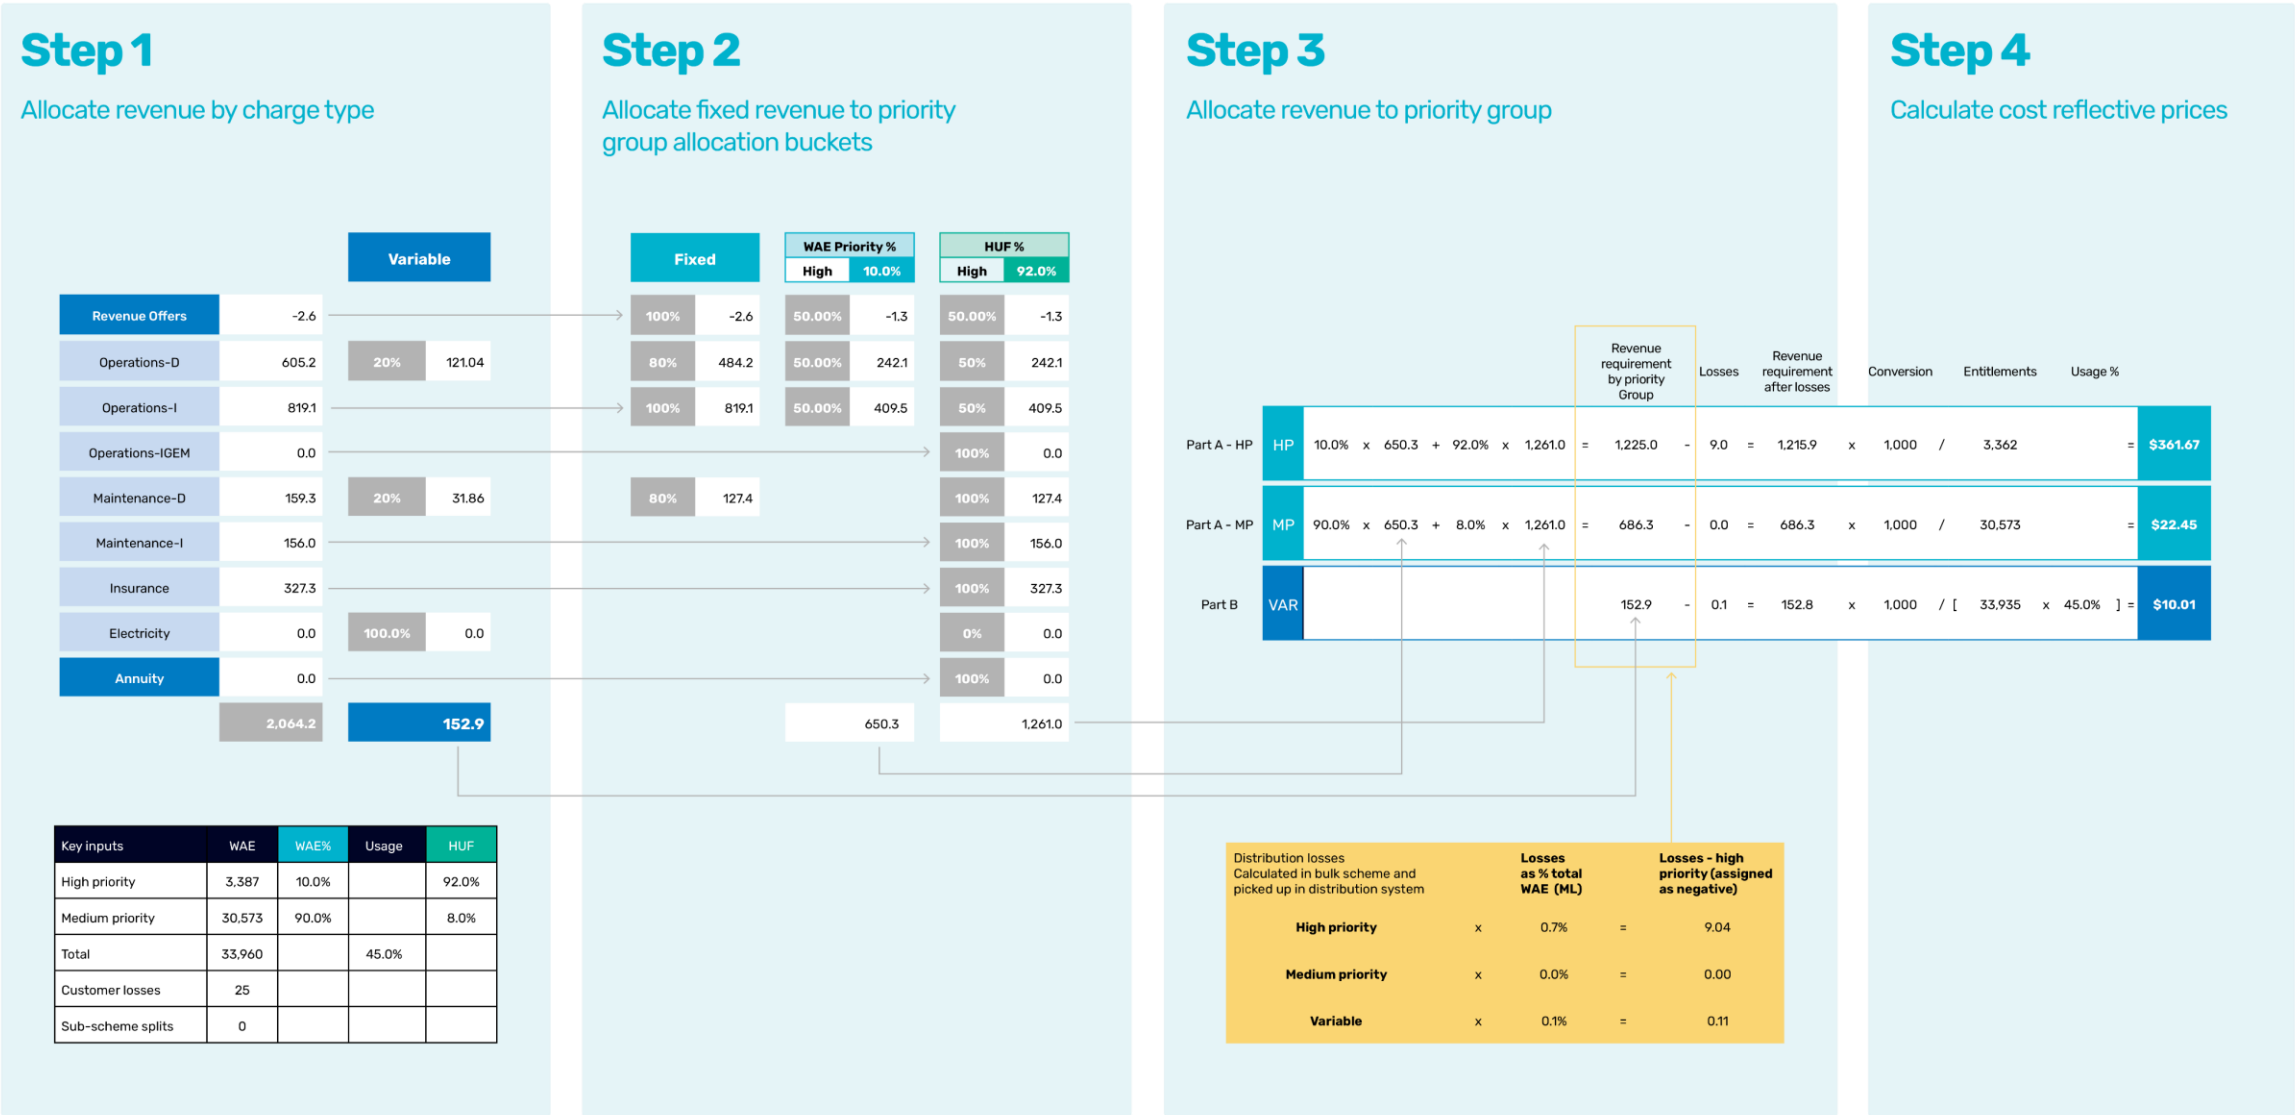 Step 1
Allocate revenue by charge type
Variable
Revenue Offers -2.6
Operations-D 605.2 20% 121.04
Operations-I 819.1
Operations-IGEM 0.0
Maintenance-D 159.3 20% 31.86
Maintenance-I 156.0
Insurance 327.3
Electricity 0.0 100.0% 0.0
Annuity 0.0
2,064.2 152.9
Key inputs WAE WAE% Usage HUF
High priority 3,387 10.0% 92.0%
Medium priority 30,573 90.0% 8.0%
Total 33,960 45.0%
Customer losses 25
Sub-scheme splits 0
Step 2
Allocate fixed revenue to priority
group allocation buckets
Fixed
WAE Priority %
High 10.0%
HUF %
High 92.0%
100% -2.6 50.00% -1.3 50.00% -1.3
80% 484.2 50.00% 242.1 50% 242.1
100% 819.1 50.00% 409.5 50% 409.5
100% 0.0
80% 127.4 100% 127.4
100% 156.0
100% 327.3
0% 0.0
100% 0.0
650.3 1,261.0
Step 3
Allocate revenue to priority group
Step 4
Calculate cost reflective prices
Revenue
requirement
by priority
Group
Losses
Revenue
requirement
after losses
Conversion
Entitlements
Usage %
Part A - HP HP 10.0% x 650.3 + 92.0% x 1,261.0 = 1,225.0 - 9.0 = 1,215.9 x 1,000 / 3,362 = $361.67
Part A - MP MP 90.0% x 650.3 + 8.0% x 1,261.0 = 686.3 - 0.0 = 686.3 x 1,000 / 30,573 = $22.45
Part B VAR 152.9 - 0.1 = 152.8 x 1,000 / [ 33,935 x 45.0% ] = $10.01
Distribution losses
Calculated in bulk scheme and
picked up in distribution system
Losses
as % total
WAE (ML)
Losses - high
priority (assigned
as negative)
High priority x 0.7% = 9.04
Medium priority x 0.0% = 0.00
Variable x 0.1% = 0.11